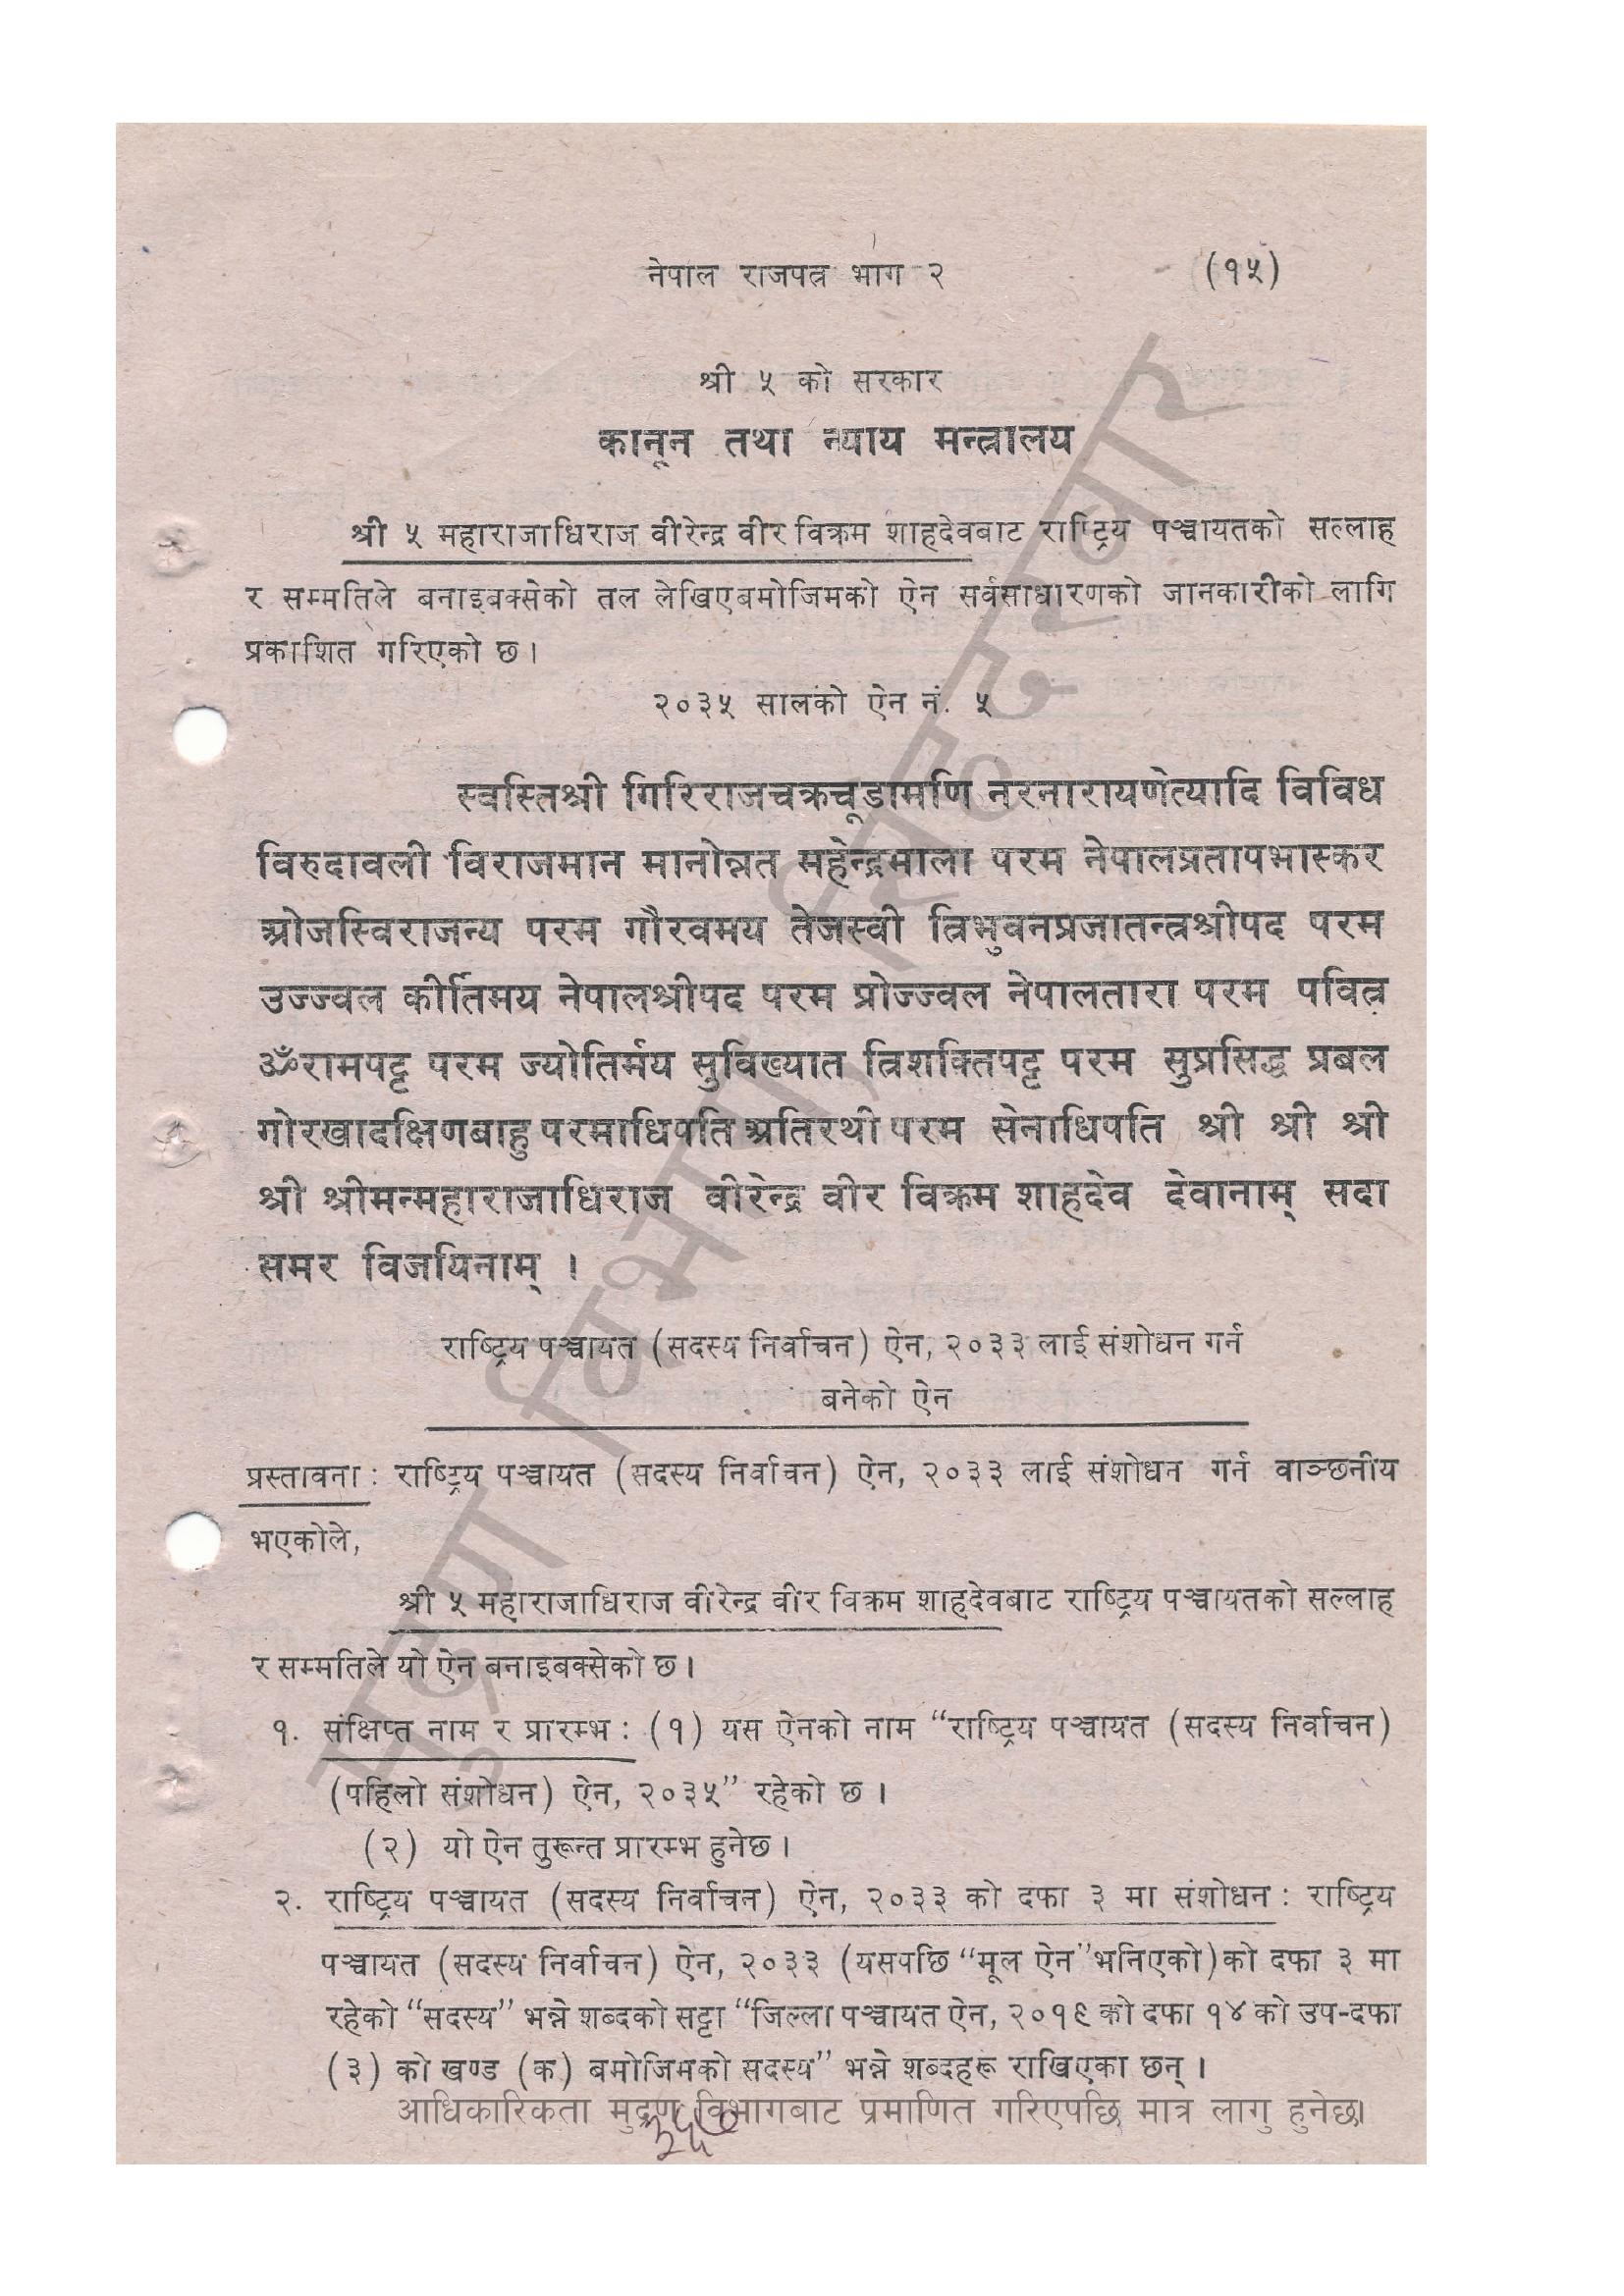 नेपाल राजपत्र भाग २ (१५)
श्री ५ को सरकार
कानून तथा न्याय मन्त्रालय
श्री ५ महाराजाधिराज वीरेन्द्र वीर विक्रम शाहदेवबाट राष्ट्रिय पञ्चायतको सल्लाह
र सम्मतिले बनाइबक्सेको तल लेखिएबमोजिमको ऐन सर्वसाधारणको जानकारीको लागि
प्रकाशित गरिएको छ।
२०३५ सालको ऐन नं. ५
स्वस्तिश्री गिरिराजचक्रचूडामणि नरनारायणेत्यादि विविध
विरुदावली विराजमान मानोन्नत महेन्द्रमाला परम नेपालप्रतापभास्कर
ओजस्विराजन्य परम गौरवमय तेजस्वी त्रिभुवनप्रजातन्त्रश्रीपद परम
उज्ज्वल कीर्तिमय नेपालश्रीपद परम प्रोज्ज्वल नेपालतारा परम पवित्र
ॐरामपट्ट परम ज्योतिर्मय सुविख्यात त्रिशक्तिपट्ट परम सुप्रसिद्ध प्रबल
गोरखादक्षिणबाहु परमाधिपति अतिरथी परम सेनाधिपति श्री श्री श्री
श्री श्रीमन्महाराजाधिराज वीरेन्द्र वीर विक्रम शाहदेव देवानाम् सदा
समर विजयिनाम् ।
राष्ट्रिय पञ्चायत (सदस्य निर्वाचन) ऐन, २०३३ लाई संशोधन गर्न
बनेको ऐन
प्रस्तावना : राष्ट्रिय पञ्चायत (सदस्य निर्वाचन) ऐन, २०३३ लाई संशोधन गर्न वाञ्छनीय
भएकोले,
श्री ५ महाराजाधिराज वीरेन्द्र वीर विक्रम शाहदेवबाट राष्ट्रिय पञ्चायतको सल्लाह
र सम्मतिले यो ऐन बनाइबक्सेको छ।
१. संक्षिप्त नाम र प्रारम्भ : (१) यस ऐनको नाम “राष्ट्रिय पञ्चायत (सदस्य निर्वाचन)
(पहिलो संशोधन) ऐन, २०३५” रहेको छ ।
(२) यो ऐन तुरून्त प्रारम्भ हुनेछ।
२. राष्ट्रिय पञ्चायत (सदस्य निर्वाचन) ऐन, २०३३ को दफा ३ मा संशोधन : राष्ट्रिय
पञ्चायत (सदस्य निर्वाचन) ऐन, २०३३ (यसपछि “मूल ऐन” भनिएको) को दफा ३ मा
रहेको “सदस्य” भन्ने शब्दको सट्टा “जिल्ला पञ्चायत ऐन, २०१९ को दफा १४ को उप-दफा
(३) को खण्ड (क) बमोजिमको सदस्य” भन्ने शब्दहरू राखिएका छन् ।
आधिकारिकता मुद्रण विभागबाट प्रमाणित गरिएपछि मात्र लागु हुनेछ।
मुद्रण विभाग, सिंहदरबार